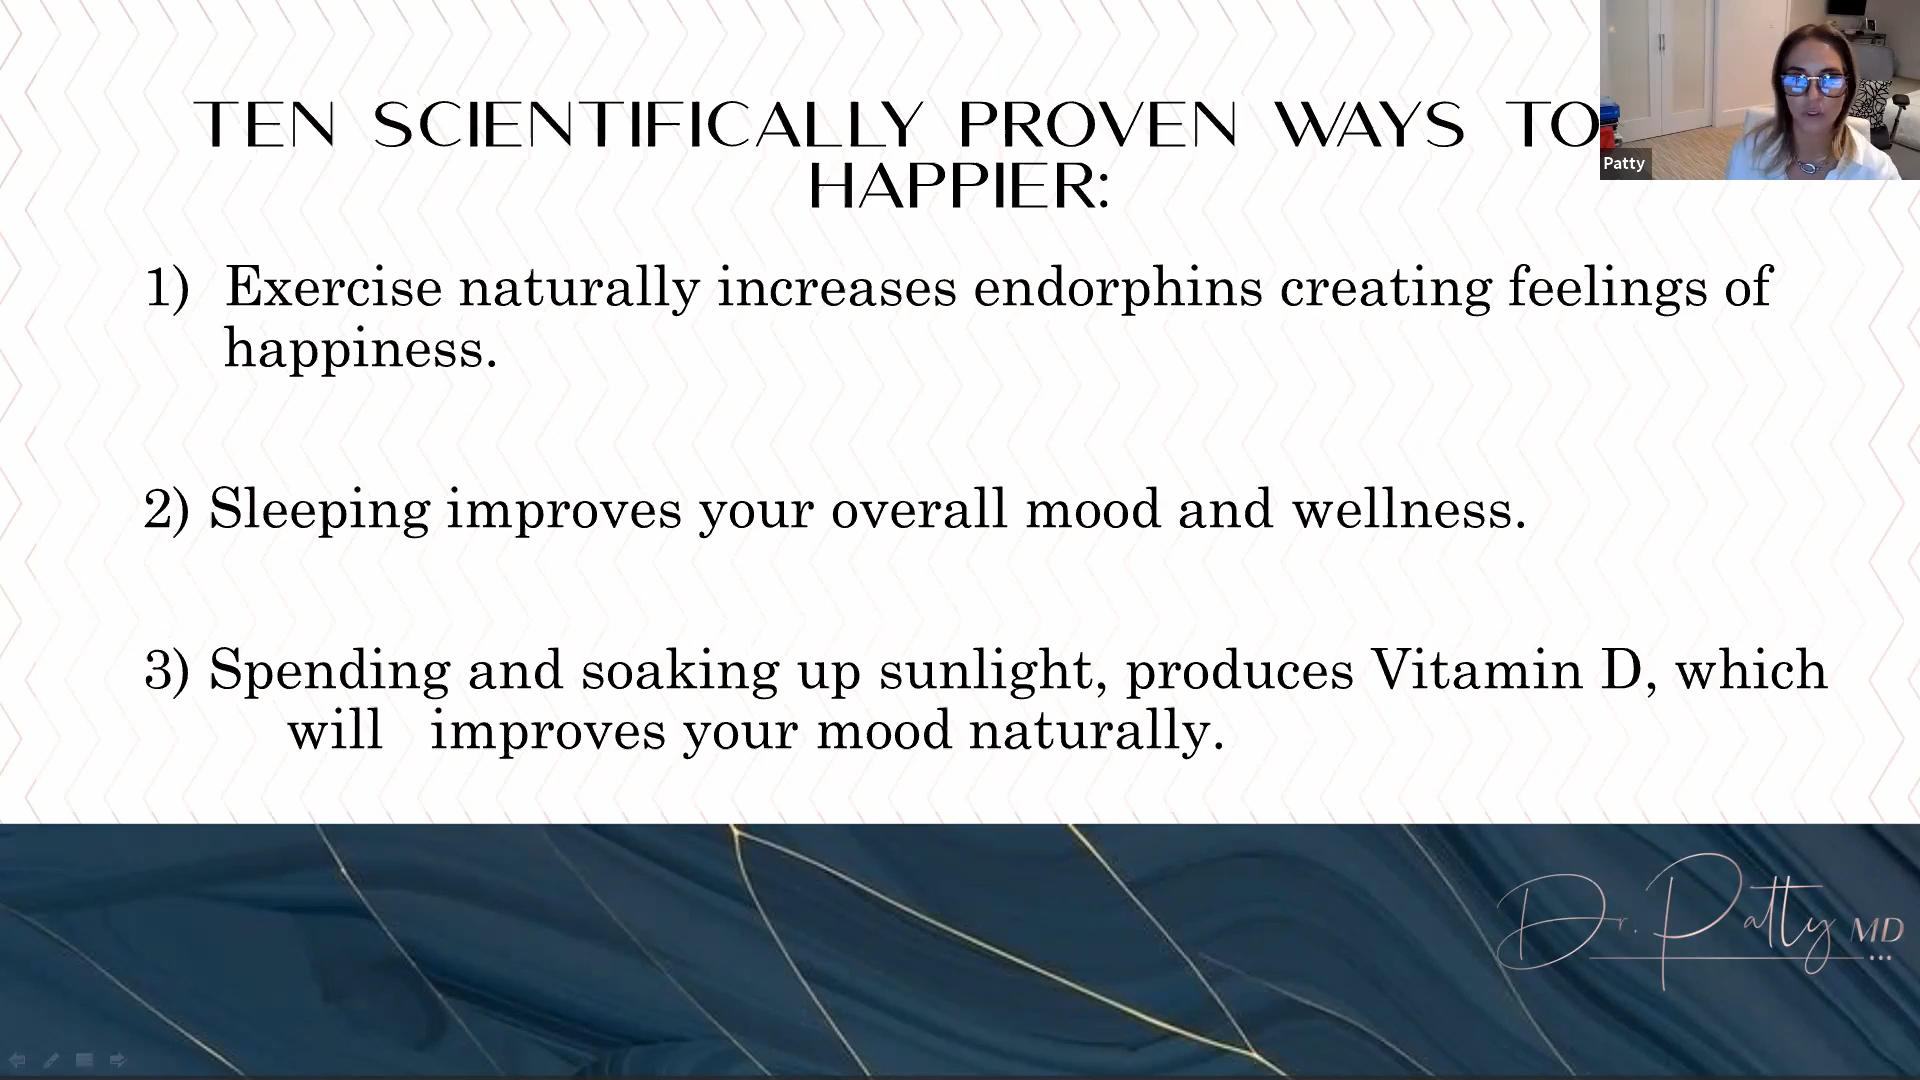 TEN SCIENTIFICALLY PROVEN WAYS TO
HAPPIER:
Patty
1) Exercise naturally increases endorphins creating feelings of
happiness.
2) Sleeping improves your overall mood and wellness.
3) Spending and soaking up sunlight, produces Vitamin D, which
will improves your mood naturally.
Dr. Patty MD